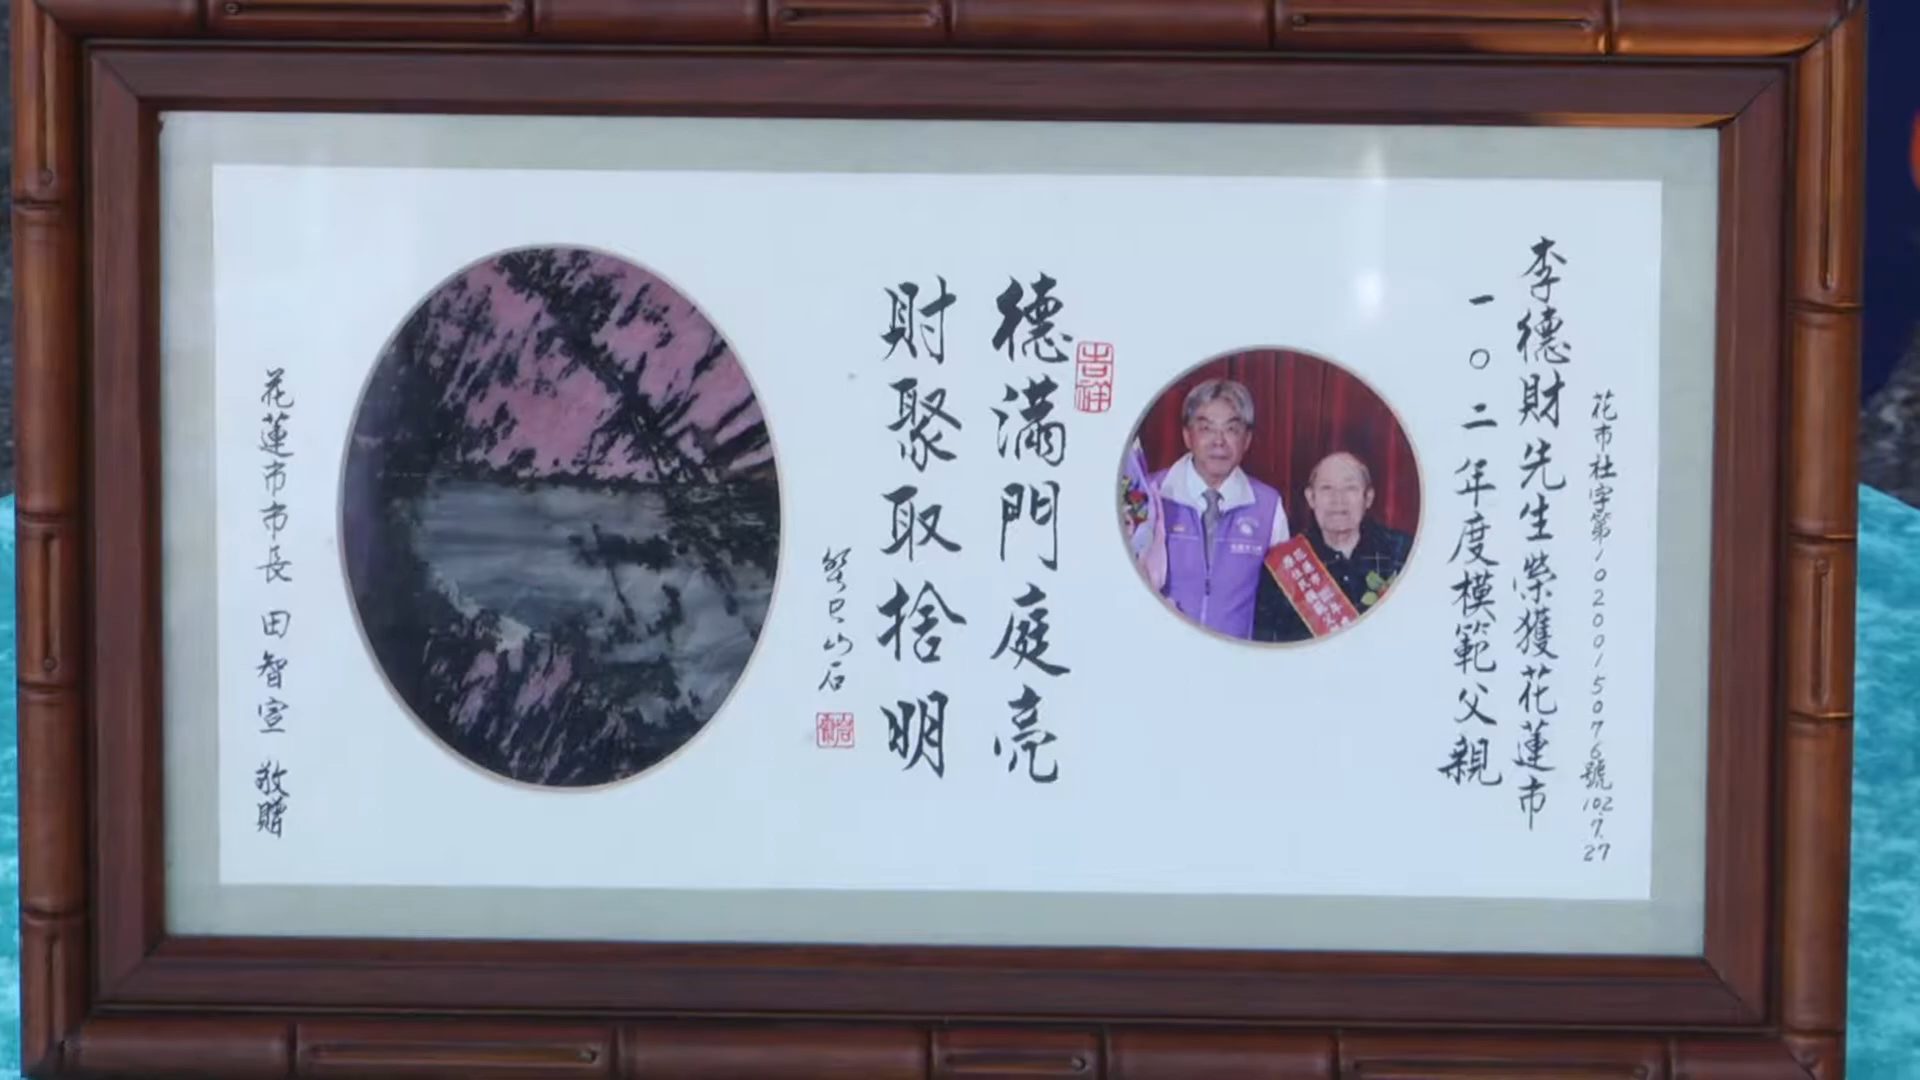 花市社字第1020015076號 102.7.27
李德財先生榮獲花蓮市
一〇二年度模範父親
吉祥
德滿門庭亮
財聚取捨明
癸巳山石
花蓮市市長 田智宣 敬贈